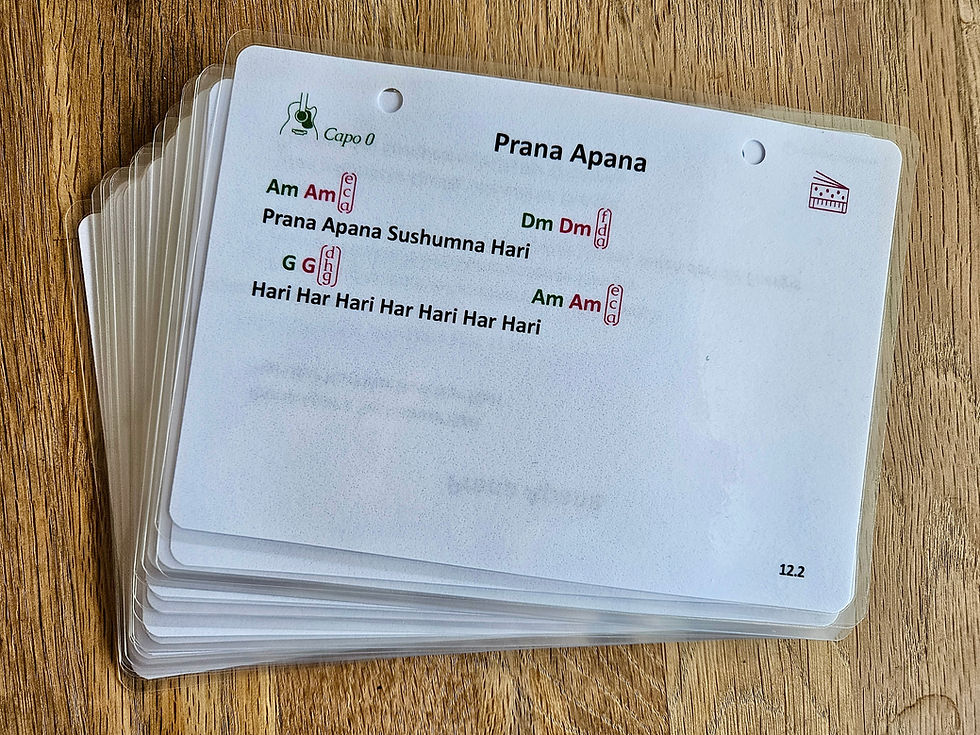 Capo 0
Prana Apana
Am Am e c a Dm Dm f d a
Prana Apana Sushumna Hari
G G d h g Am Am e c a
Hari Har Hari Har Hari Har Hari
12.2